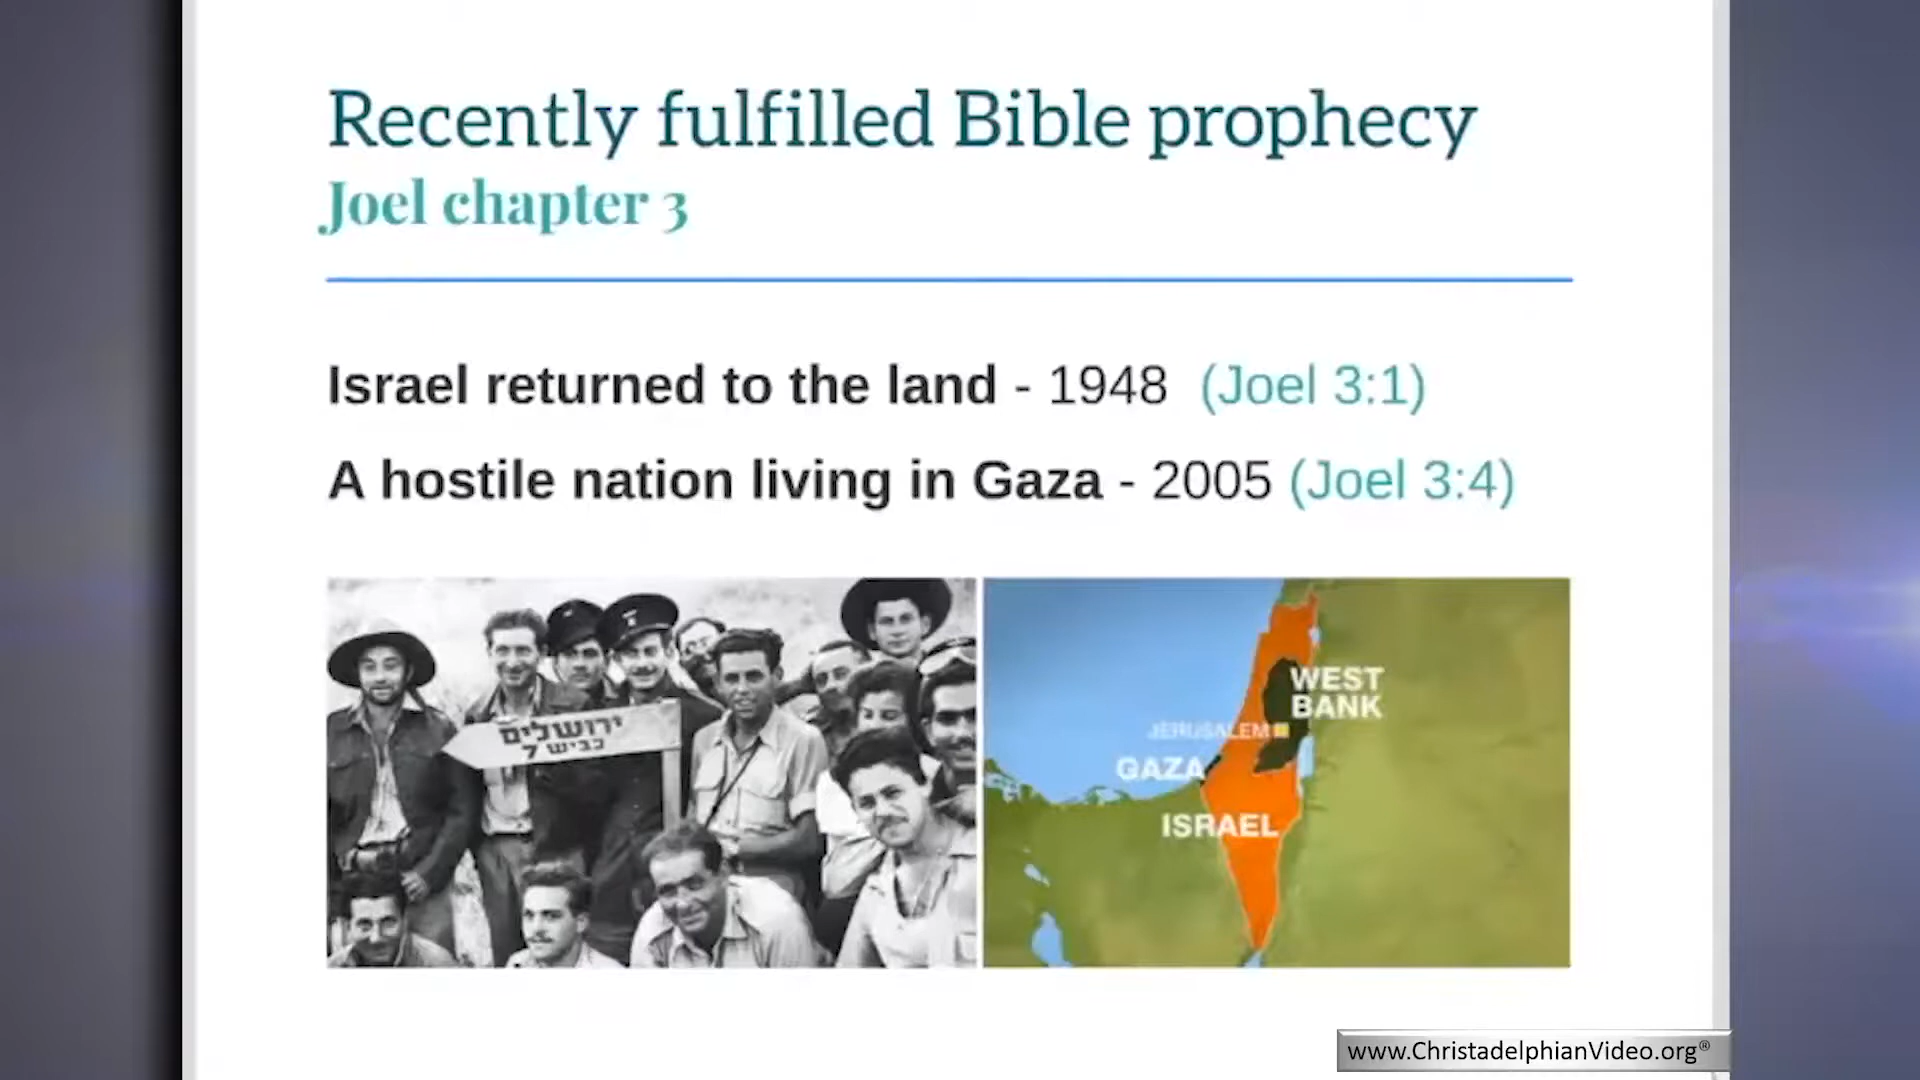 Recently fulfilled Bible prophecy
Joel chapter 3
Israel returned to the land - 1948 (Joel 3:1)
A hostile nation living in Gaza - 2005 (Joel 3:4)
ירושלים
כביש 7
WEST
BANK
JERUSALEM
GAZA
ISRAEL
www.ChristadelphianVideo.org®